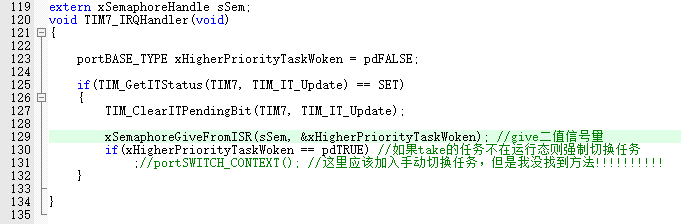 119 extern xSemaphoreHandle sSem;
120 void TIM7_IRQHandler(void)
121 {
122
123 portBASE_TYPE xHigherPriorityTaskWoken = pdFALSE;
124
125 if(TIM_GetITStatus(TIM7, TIM_IT_Update) == SET)
126 {
127 TIM_ClearITPendingBit(TIM7, TIM_IT_Update);
128
129 xSemaphoreGiveFromISR(sSem, &xHigherPriorityTaskWoken); //give二值信号量
130 if(xHigherPriorityTaskWoken == pdTRUE) //如果take的任务不在运行态则强制切换任务
131 ;//portSWITCH_CONTEXT(); //这里应该加入手动切换任务，但是我没找到方法!!!!!!!!!!
132 }
133
134 }
135